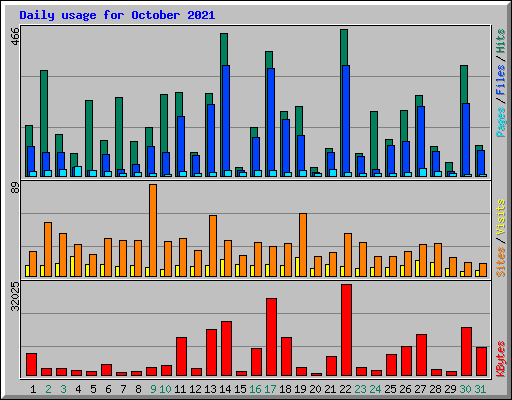 Daily usage for October 2021
466
Pages / Files / Hits
89
Sites / Visits
32025
KBytes
1 2 3 4 5 6 7 8 9 10 11 12 13 14 15 16 17 18 19 20 21 22 23 24 25 26 27 28 29 30 31